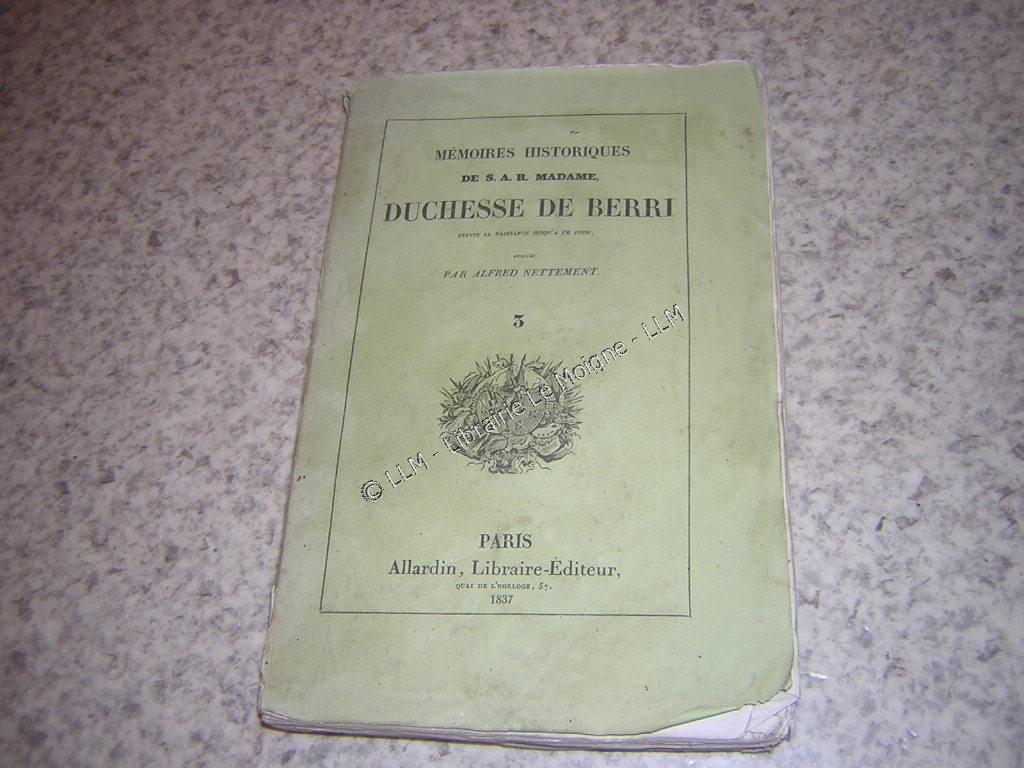 MÉMOIRES HISTORIQUES
DE S. A. R. MADAME,
DUCHESSE DE BERRI
DEPUIS SA NAISSANCE JUSQU'A CE JOUR,
PUBLIÉS
PAR ALFRED NETTEMENT.
3
© LLM - Librairie Le Moigne - LLM
PARIS
Allardin, Libraire-Éditeur,
QUAI DE L'HORLOGE, 57.
1837